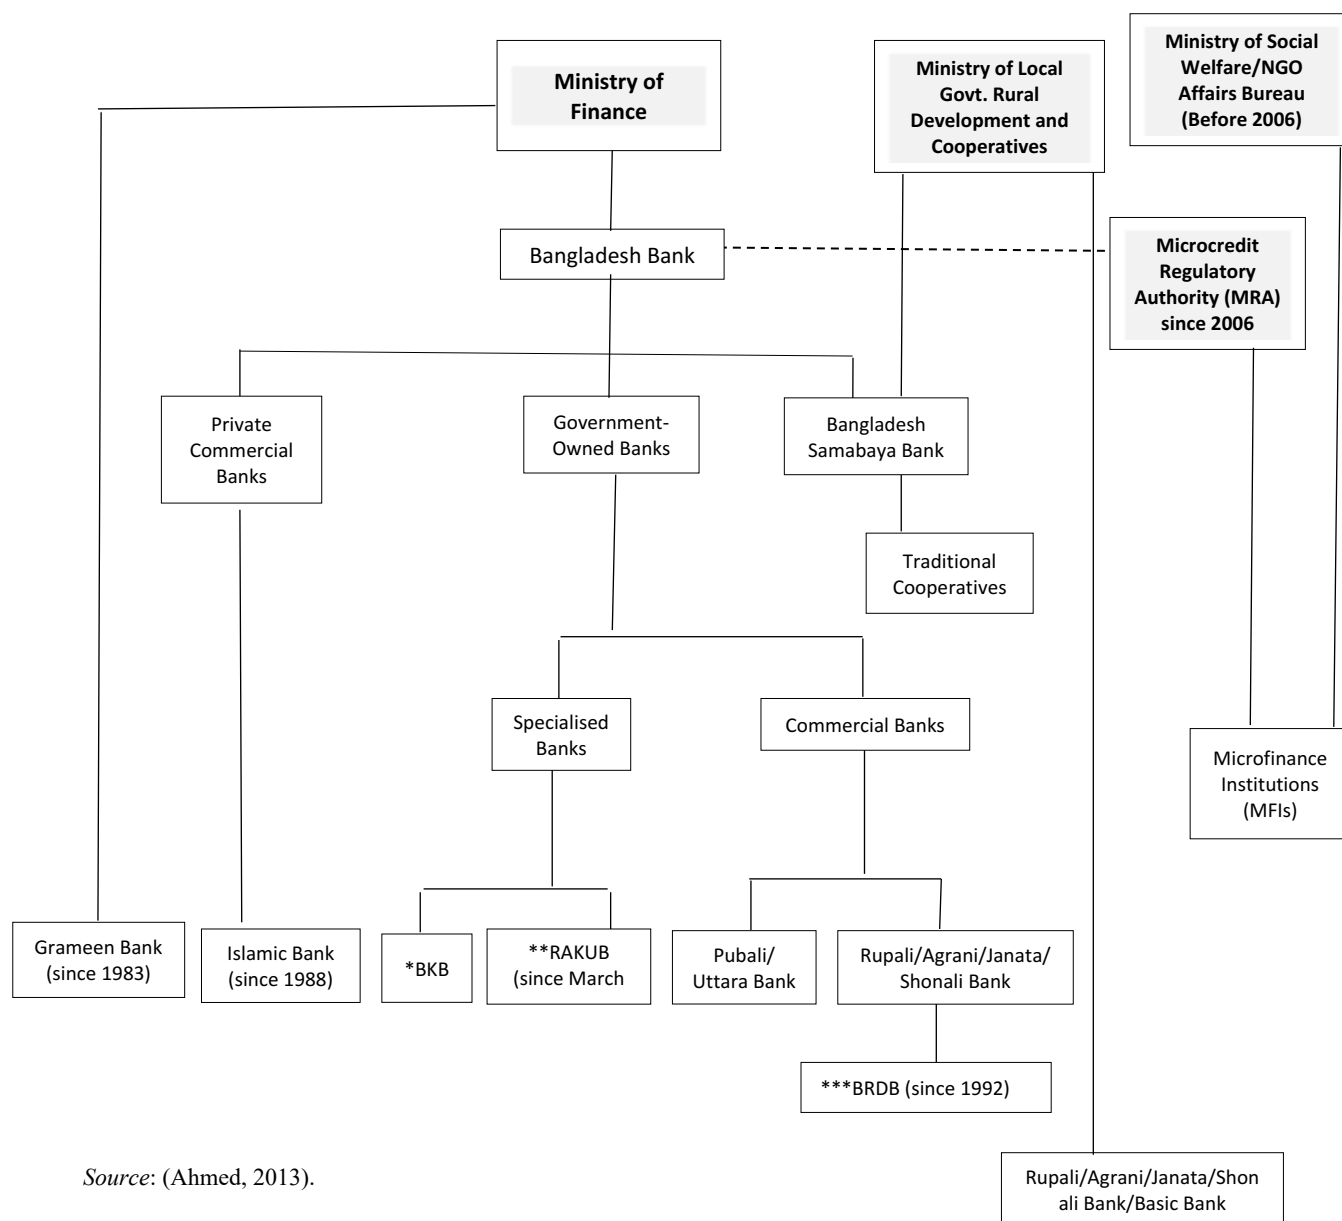 Ministry of
Finance
Ministry of Local
Govt. Rural
Development and
Cooperatives
Ministry of Social
Welfare/NGO
Affairs Bureau
(Before 2006)
Bangladesh Bank
Microcredit
Regulatory
Authority (MRA)
since 2006
Private
Commercial
Banks
Government-
Owned Banks
Bangladesh
Samabaya Bank
Traditional
Cooperatives
Specialised
Banks
Commercial Banks
Microfinance
Institutions
(MFIs)
Grameen Bank
(since 1983)
Islamic Bank
(since 1988)
*BKB
**RAKUB
(since March
Pubali/
Uttara Bank
Rupali/Agrani/Janata/
Shonali Bank
***BRDB (since 1992)
Source: (Ahmed, 2013).
Rupali/Agrani/Janata/Shon
ali Bank/Basic Bank